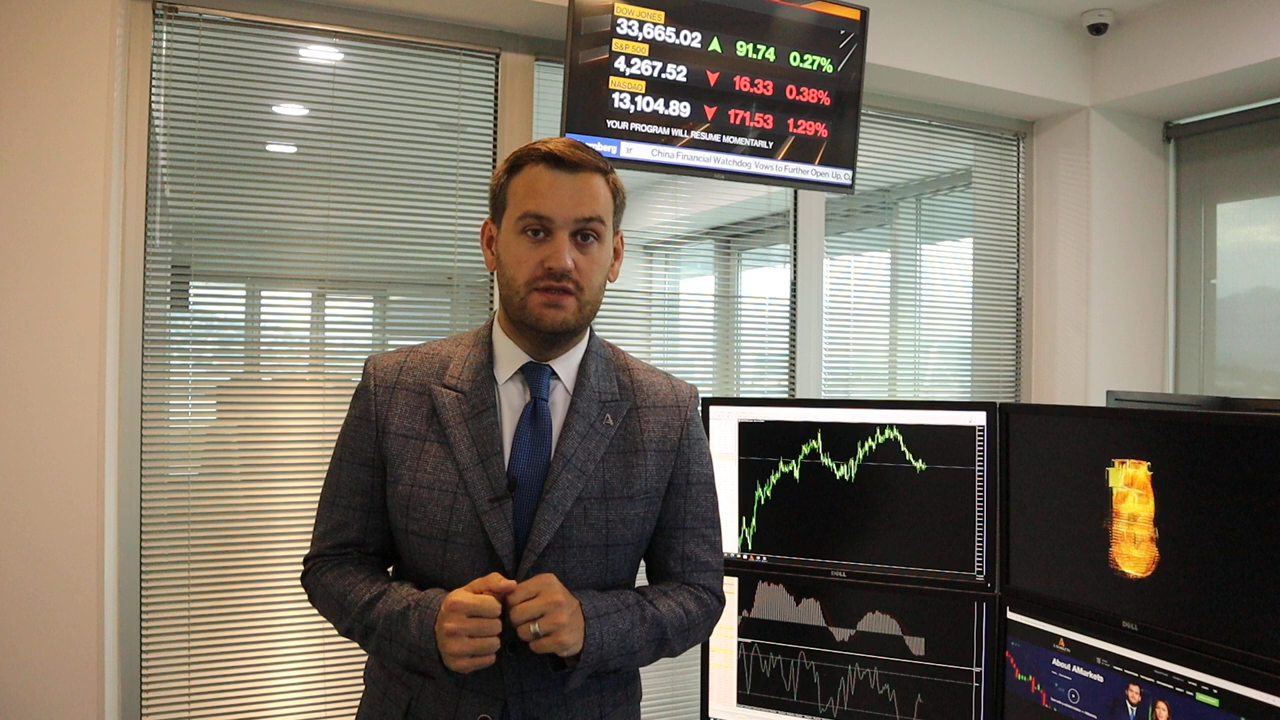 DOW JONES
33,665.02 91.74 0.27%
S&P 500
4,267.52 16.33 0.38%
NASDAQ
13,104.89 171.53 1.29%
YOUR PROGRAM WILL RESUME MOMENTARILY
China Financial Watchdog Vows to Further Open Up,
DELL
DELL
About AMarkets